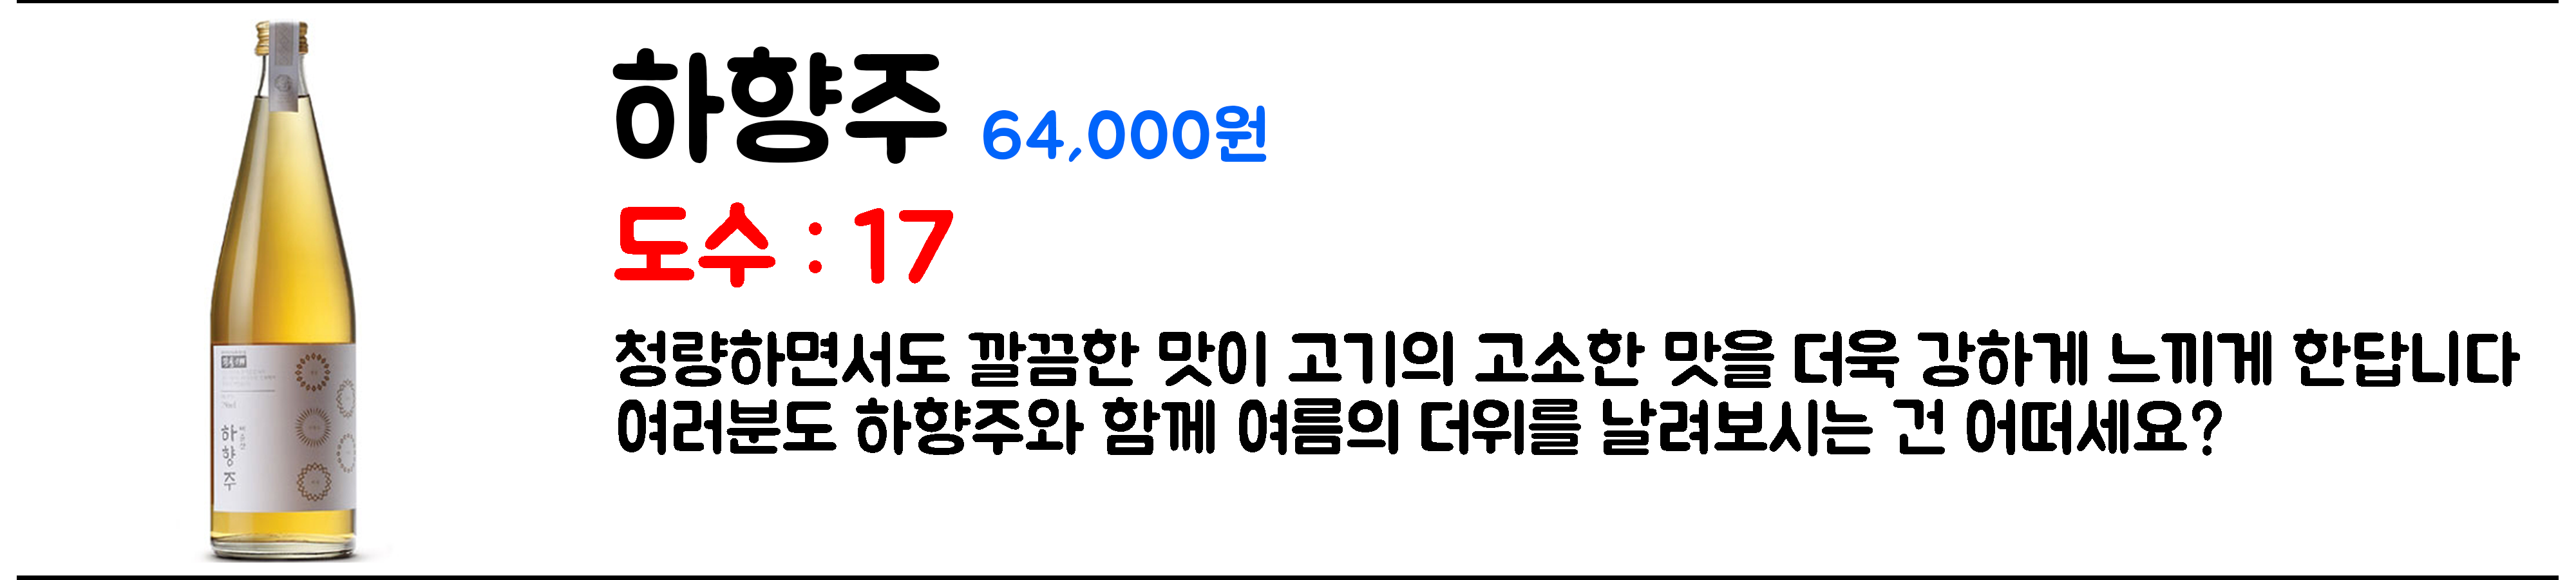 하향주 64,000원
도수 : 17
청량하면서도 깔끔한 맛이 고기의 고소한 맛을 더욱 강하게 느끼게 한답니다
여러분도 하향주와 함께 여름의 더위를 날려보시는 건 어떠세요?
하향주